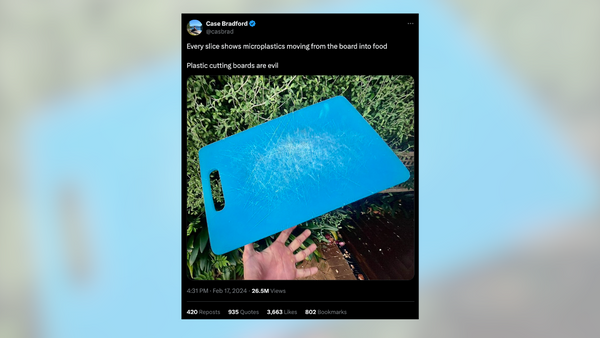 Case Bradford
@casbrad
Every slice shows microplastics moving from the board into food
Plastic cutting boards are evil
4:31 PM · Feb 17, 2024 · 26.5M Views
420 Reposts 935 Quotes 3,663 Likes 802 Bookmarks